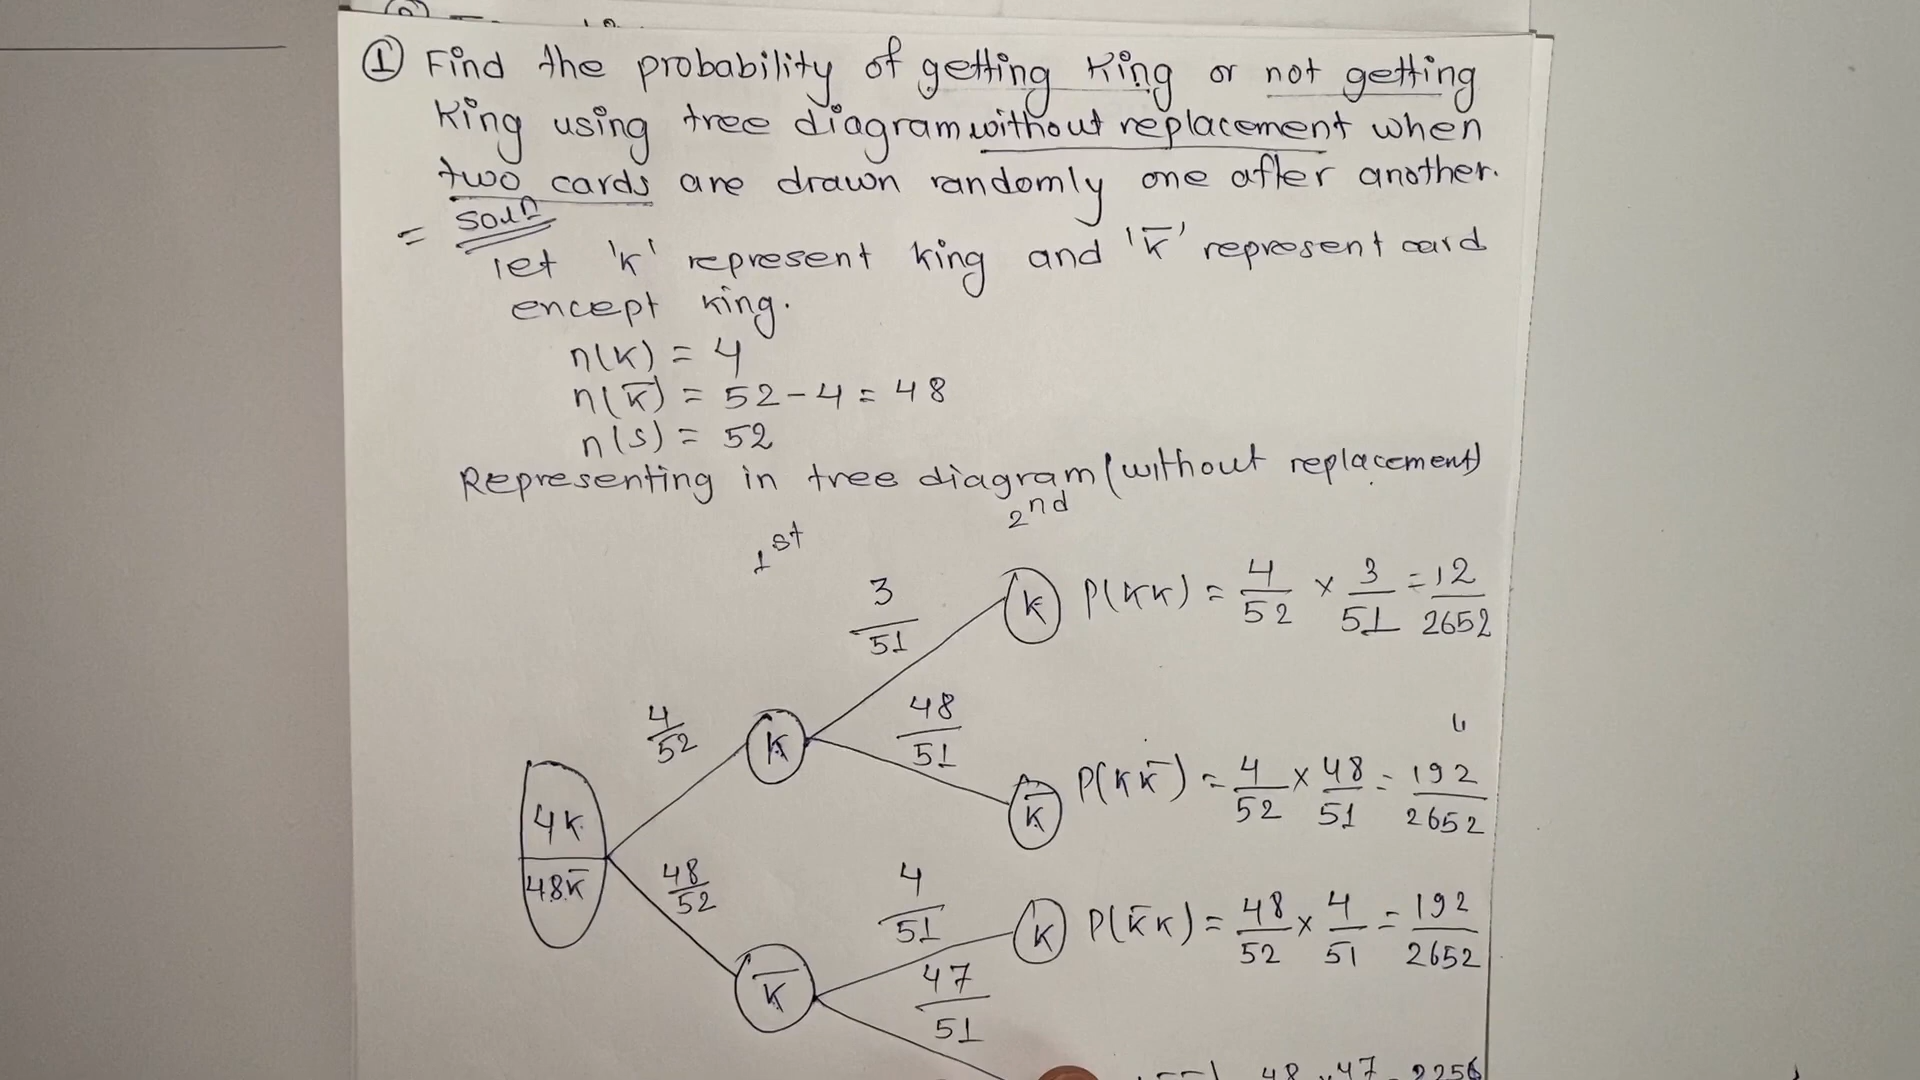 ① Find the probability of getting King or not getting
King using tree diagram without replacement when
two cards are drawn randomly one after another.
= Solⁿ
let 'K' represent king and 'K̅' represent card
encept king.
n(K) = 4
n(K̅) = 52-4 = 48
n(s) = 52
Representing in tree diagram (without replacement)
1st 2nd
3/51 K P(KK) = 4/52 × 3/51 = 12/2652
4/52 K 48/51
K̅ P(KK̅) = 4/52 × 48/51 = 192/2652
4K
48K̅
48/52 4/51 K P(K̅K) = 48/52 × 4/51 = 192/2652
K̅ 47/51
48 × 47 = 2256